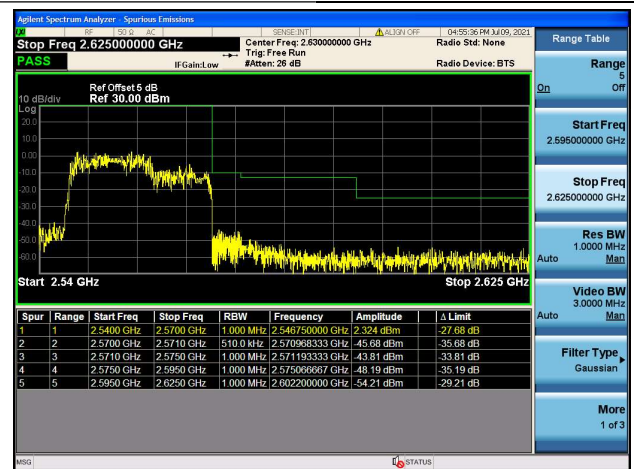 Agilent Spectrum Analyzer - Spurious Emissions
RF 50 Ω AC SENSE:INT ALIGN OFF 04:55:36 PM Jul 09, 2021
Stop Freq 2.625000000 GHz
Center Freq: 2.630000000 GHz
Radio Std: None
Trig: Free Run
PASS
IFGain:Low
#Atten: 26 dB
Radio Device: BTS
Ref Offset 5 dB
10 dB/div Ref 30.00 dBm
Log
20.0
10.0
0.00
-10.0
-20.0
-30.0
-40.0
-50.0
-60.0
Start 2.54 GHz Stop 2.625 GHz
Spur Range Start Freq Stop Freq RBW Frequency Amplitude Δ Limit
1 1 2.5400 GHz 2.5700 GHz 1.000 MHz 2.546750000 GHz 2.324 dBm -27.68 dB
2 2 2.5700 GHz 2.5710 GHz 510.0 kHz 2.570968333 GHz -45.68 dBm -35.68 dB
3 3 2.5710 GHz 2.5750 GHz 1.000 MHz 2.571193333 GHz -43.81 dBm -33.81 dB
4 4 2.5750 GHz 2.5950 GHz 1.000 MHz 2.575066667 GHz -48.19 dBm -35.19 dB
5 5 2.5950 GHz 2.6250 GHz 1.000 MHz 2.602200000 GHz -54.21 dBm -29.21 dB
MSG
STATUS
Range Table
Range
5
On Off
Start Freq
2.595000000 GHz
Stop Freq
2.625000000 GHz
Res BW
1.0000 MHz
Auto Man
Video BW
3.0000 MHz
Auto Man
Filter Type
Gaussian
More
1 of 3